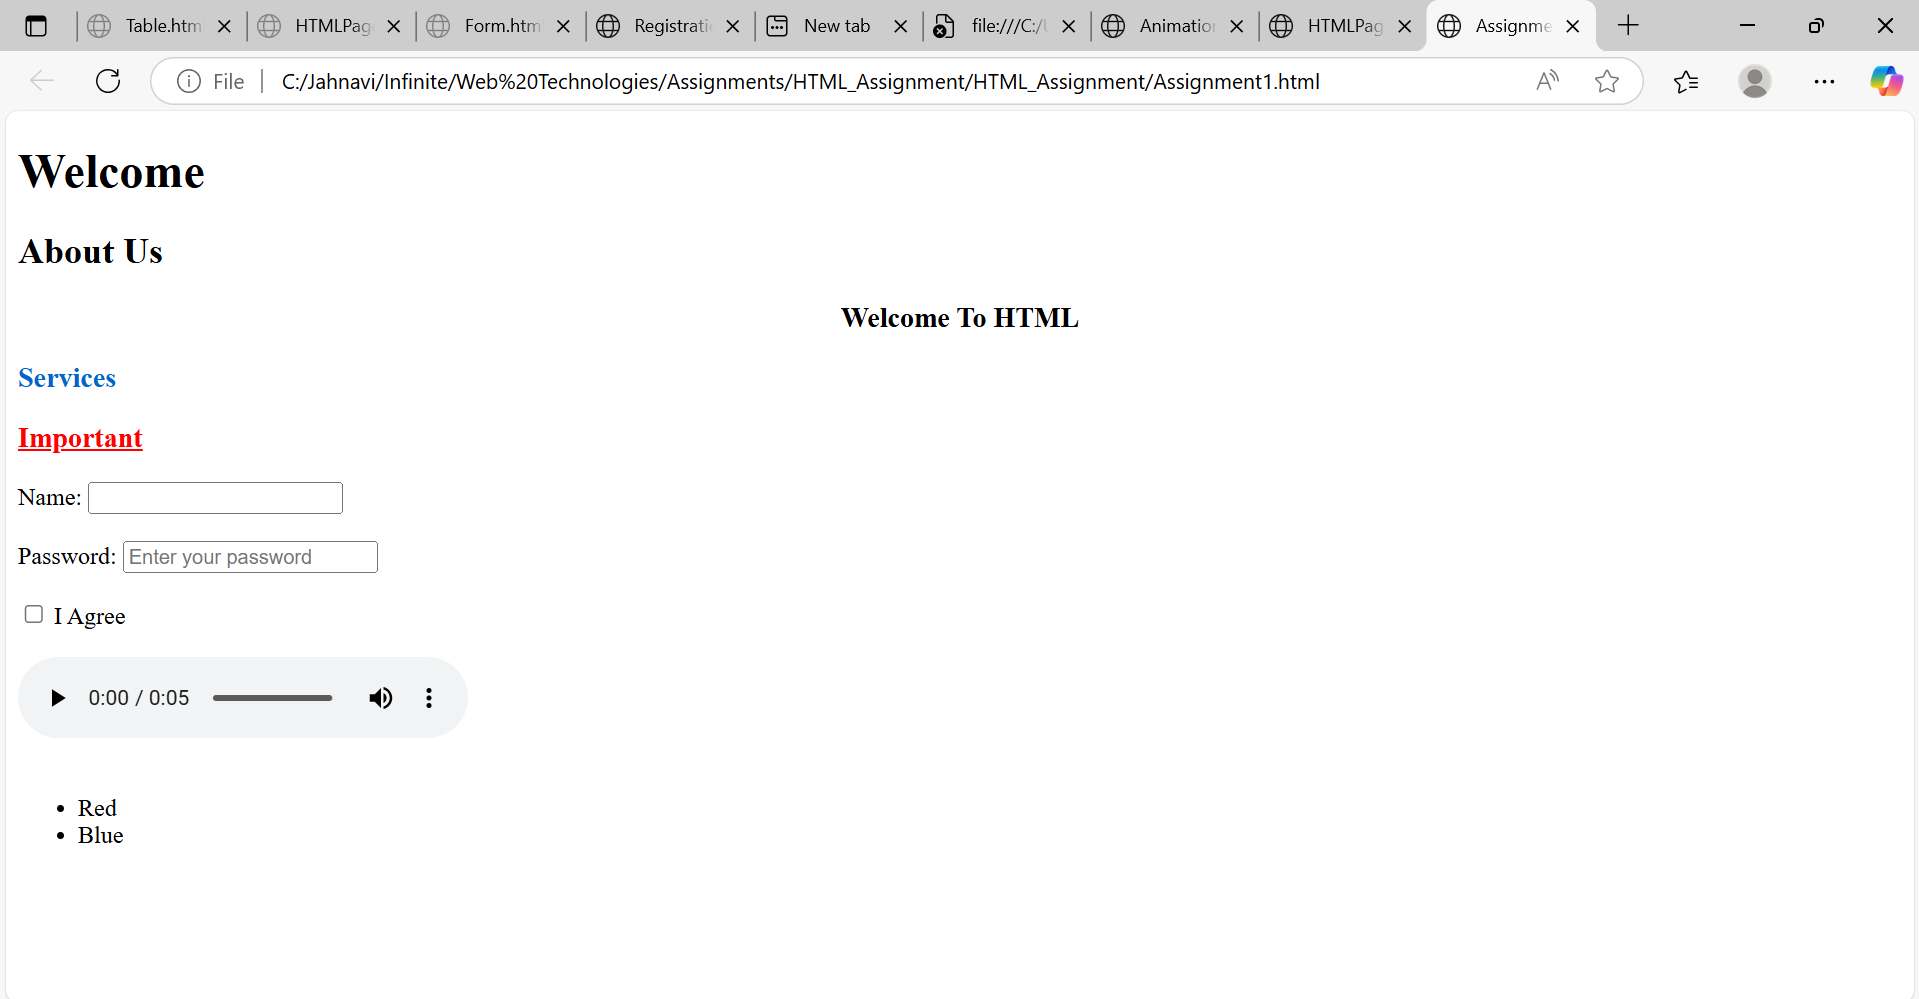 Table.htm HTMLPag Form.htm Registrati New tab file:///C:/ Animation HTMLPag Assignme
File C:/Jahnavi/Infinite/Web%20Technologies/Assignments/HTML_Assignment/HTML_Assignment/Assignment1.html
Welcome
About Us
Welcome To HTML
Services
Important
Name:
Password: Enter your password
I Agree
0:00 / 0:05
Red
Blue